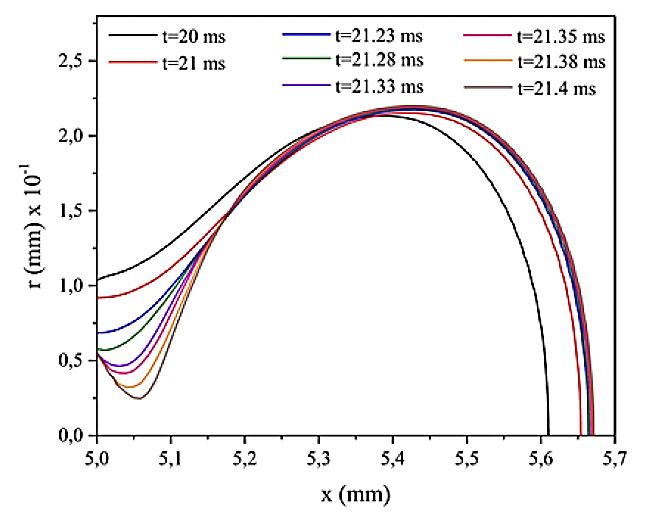 t=20 ms
t=21 ms
t=21.23 ms
t=21.28 ms
t=21.33 ms
t=21.35 ms
t=21.38 ms
t=21.4 ms
r (mm) x 10⁻¹
2,5
2,0
1,5
1,0
0,5
0,0
5,0 5,1 5,2 5,3 5,4 5,5 5,6 5,7
x (mm)